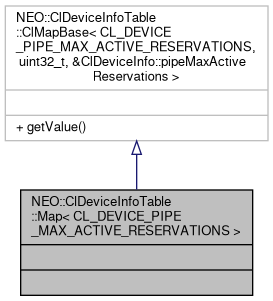 NEO::ClDeviceInfoTable
::ClMapBase< CL_DEVICE
_PIPE_MAX_ACTIVE_RESERVATIONS,
uint32_t, &ClDeviceInfo::pipeMaxActive
Reservations >
+ getValue()
NEO::ClDeviceInfoTable
::Map< CL_DEVICE_PIPE
_MAX_ACTIVE_RESERVATIONS >